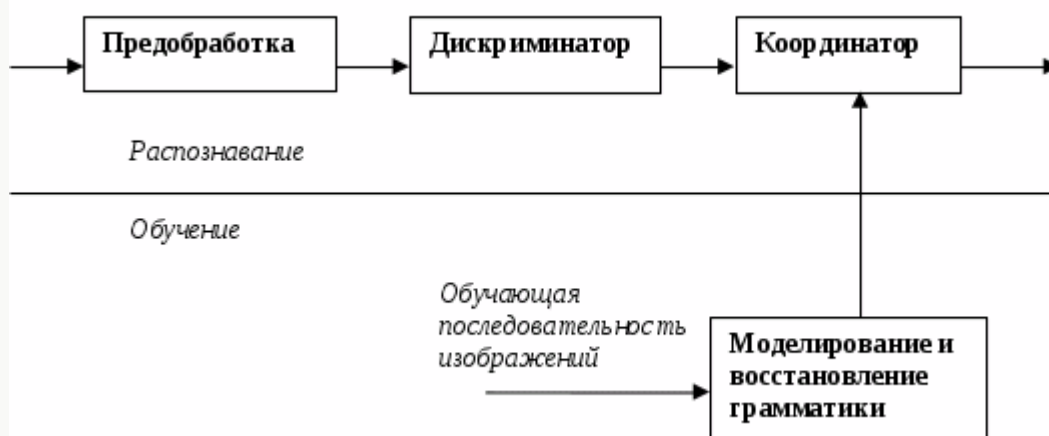 Предобработка
Дискриминатор
Координатор
Распознавание
Обучение
Обучающая
последовательность
изображений
Моделирование и
восстановление
грамматики